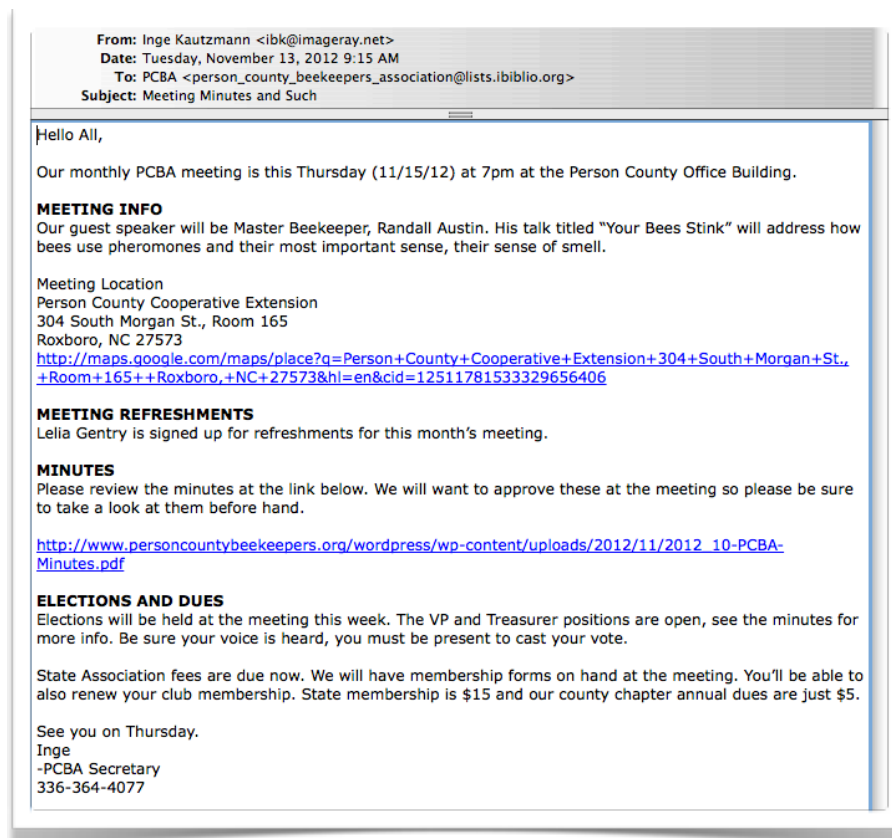 From: Inge Kautzmann <ibk@imageray.net>
Date: Tuesday, November 13, 2012 9:15 AM
To: PCBA <person_county_beekeepers_association@lists.ibiblio.org>
Subject: Meeting Minutes and Such
Hello All,
Our monthly PCBA meeting is this Thursday (11/15/12) at 7pm at the Person County Office Building.
MEETING INFO
Our guest speaker will be Master Beekeeper, Randall Austin. His talk titled “Your Bees Stink” will address how
bees use pheromones and their most important sense, their sense of smell.
Meeting Location
Person County Cooperative Extension
304 South Morgan St., Room 165
Roxboro, NC 27573
http://maps.google.com/maps/place?q=Person+County+Cooperative+Extension+304+South+Morgan+St.,
+Room+165++Roxboro,+NC+27573&hl=en&cid=12511781533329656406
MEETING REFRESHMENTS
Lelia Gentry is signed up for refreshments for this month’s meeting.
MINUTES
Please review the minutes at the link below. We will want to approve these at the meeting so please be sure
to take a look at them before hand.
http://www.personcountybeekeepers.org/wordpress/wp-content/uploads/2012/11/2012_10-PCBA-
Minutes.pdf
ELECTIONS AND DUES
Elections will be held at the meeting this week. The VP and Treasurer positions are open, see the minutes for
more info. Be sure your voice is heard, you must be present to cast your vote.
State Association fees are due now. We will have membership forms on hand at the meeting. You’ll be able to
also renew your club membership. State membership is $15 and our county chapter annual dues are just $5.
See you on Thursday.
Inge
-PCBA Secretary
336-364-4077